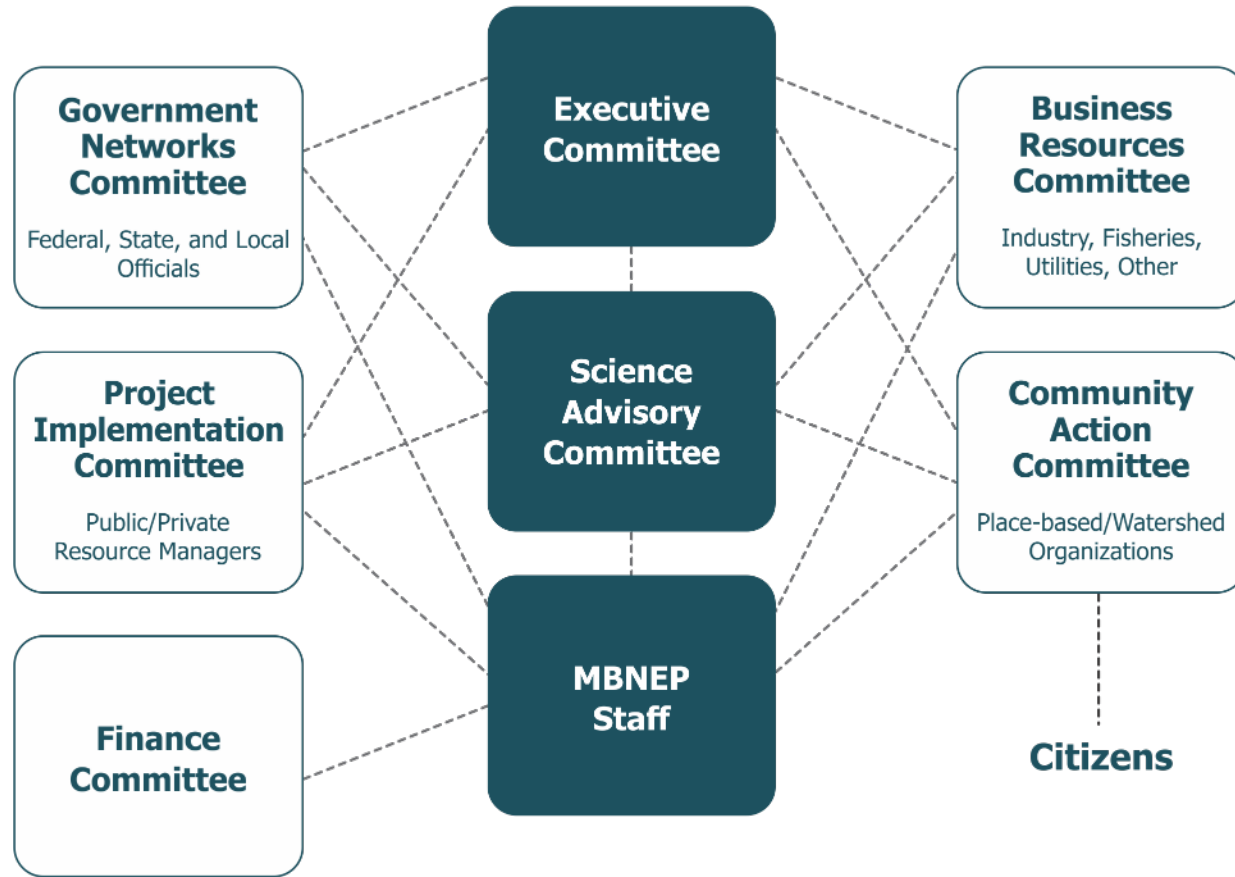 Government
Networks
Committee
Federal, State, and Local
Officials
Executive
Committee
Business
Resources
Committee
Industry, Fisheries,
Utilities, Other
Project
Implementation
Committee
Public/Private
Resource Managers
Science
Advisory
Committee
Community
Action
Committee
Place-based/Watershed
Organizations
Finance
Committee
MBNEP
Staff
Citizens